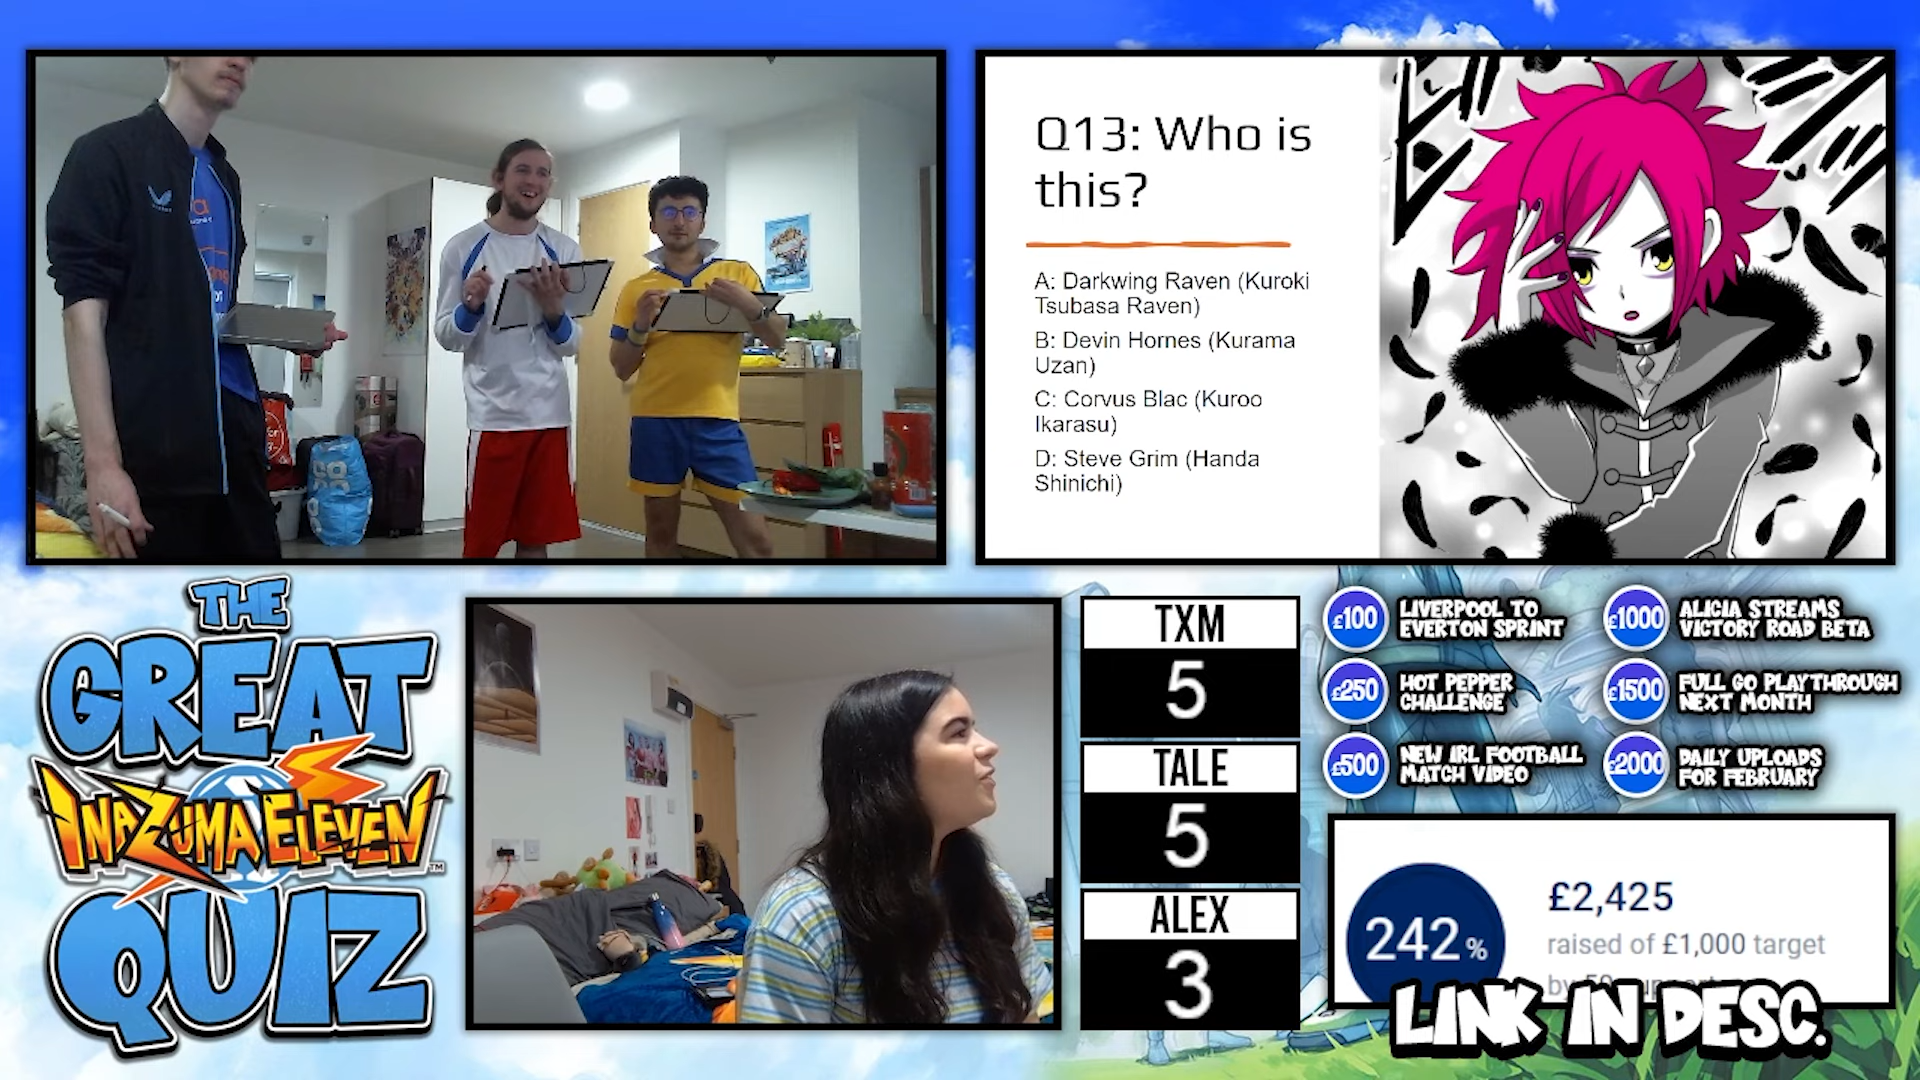 Q13: Who is
this?
A: Darkwing Raven (Kuroki
Tsubasa Raven)
B: Devin Hornes (Kurama
Uzan)
C: Corvus Blac (Kuroo
Ikarasu)
D: Steve Grim (Handa
Shinichi)
THE
GREAT
INAZUMA ELEVEN™
QUIZ
TXM
5
TALE
5
ALEX
3
£100 LIVERPOOL TO
EVERTON SPRINT
£250 HOT PEPPER
CHALLENGE
£500 NEW IRL FOOTBALL
MATCH VIDEO
£1000 ALICIA STREAMS
VICTORY ROAD BETA
£1500 FULL GO PLAYTHROUGH
NEXT MONTH
£2000 DAILY UPLOADS
FOR FEBRUARY
242%
£2,425
raised of £1,000 target
by
LINK IN DESC.